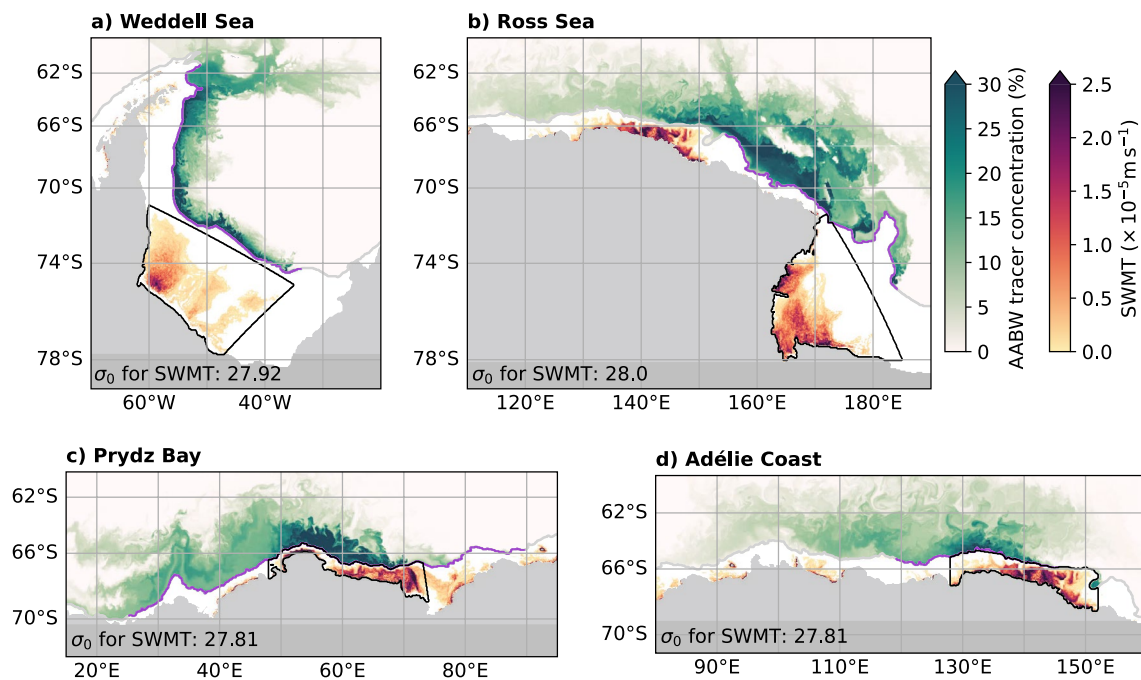 a) Weddell Sea
62°S
66°S
70°S
74°S
78°S
σ₀ for SWMT: 27.92
60°W
40°W
b) Ross Sea
62°S
66°S
70°S
74°S
78°S
σ₀ for SWMT: 28.0
120°E
140°E
160°E
180°E
30
25
20
15
10
5
0
AABW tracer concentration (%)
2.5
2.0
1.5
1.0
0.5
0.0
SWMT (× 10⁻⁵m s⁻¹)
c) Prydz Bay
62°S
66°S
70°S
σ₀ for SWMT: 27.81
20°E
40°E
60°E
80°E
d) Adélie Coast
62°S
66°S
70°S
σ₀ for SWMT: 27.81
90°E
110°E
130°E
150°E